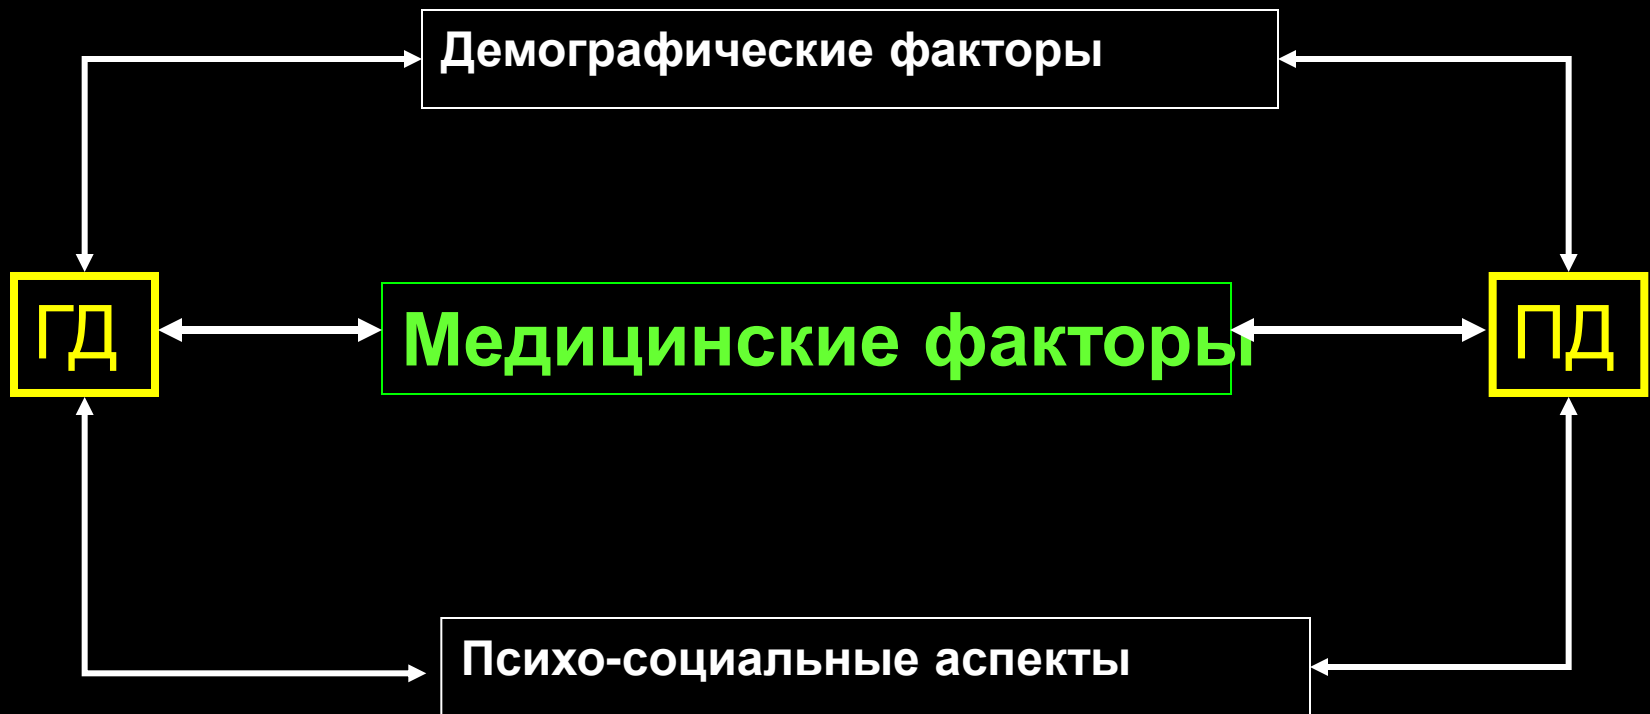 Демографические факторы
ГД
Медицинские факторы
ПД
Психо-социальные аспекты